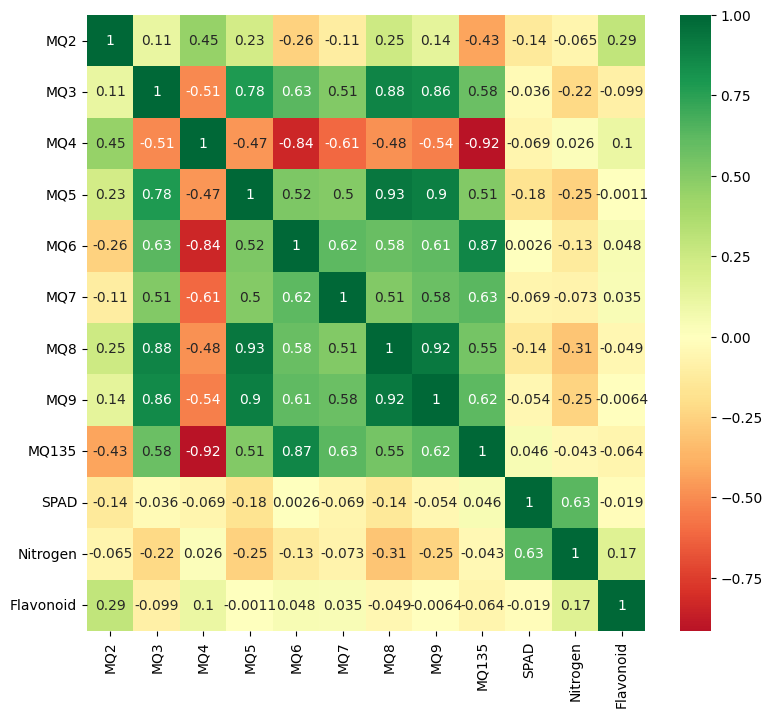 MQ2 1 0.11 0.45 0.23 -0.26 -0.11 0.25 0.14 -0.43 -0.14 -0.065 0.29
MQ3 0.11 1 -0.51 0.78 0.63 0.51 0.88 0.86 0.58 -0.036 -0.22 -0.099
MQ4 0.45 -0.51 1 -0.47 -0.84 -0.61 -0.48 -0.54 -0.92 -0.069 0.026 0.1
MQ5 0.23 0.78 -0.47 1 0.52 0.5 0.93 0.9 0.51 -0.18 -0.25 -0.0011
MQ6 -0.26 0.63 -0.84 0.52 1 0.62 0.58 0.61 0.87 0.0026 -0.13 0.048
MQ7 -0.11 0.51 -0.61 0.5 0.62 1 0.51 0.58 0.63 -0.069 -0.073 0.035
MQ8 0.25 0.88 -0.48 0.93 0.58 0.51 1 0.92 0.55 -0.14 -0.31 -0.049
MQ9 0.14 0.86 -0.54 0.9 0.61 0.58 0.92 1 0.62 -0.054 -0.25 -0.0064
MQ135 -0.43 0.58 -0.92 0.51 0.87 0.63 0.55 0.62 1 0.046 -0.043 -0.064
SPAD -0.14 -0.036 -0.069 -0.18 0.0026 -0.069 -0.14 -0.054 0.046 1 0.63 -0.019
Nitrogen -0.065 -0.22 0.026 -0.25 -0.13 -0.073 -0.31 -0.25 -0.043 0.63 1 0.17
Flavonoid 0.29 -0.099 0.1 -0.0011 0.048 0.035 -0.049 -0.0064 -0.064 -0.019 0.17 1
MQ2 MQ3 MQ4 MQ5 MQ6 MQ7 MQ8 MQ9 MQ135 SPAD Nitrogen Flavonoid
1.00
0.75
0.50
0.25
0.00
−0.25
−0.50
−0.75